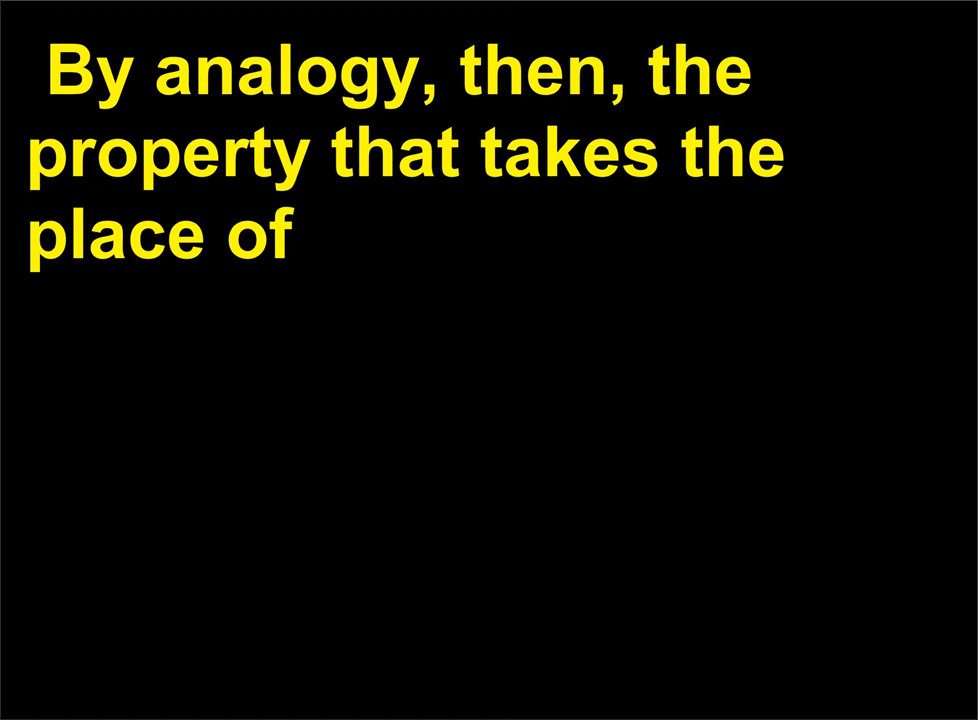 By analogy, then, the
property that takes the
place of